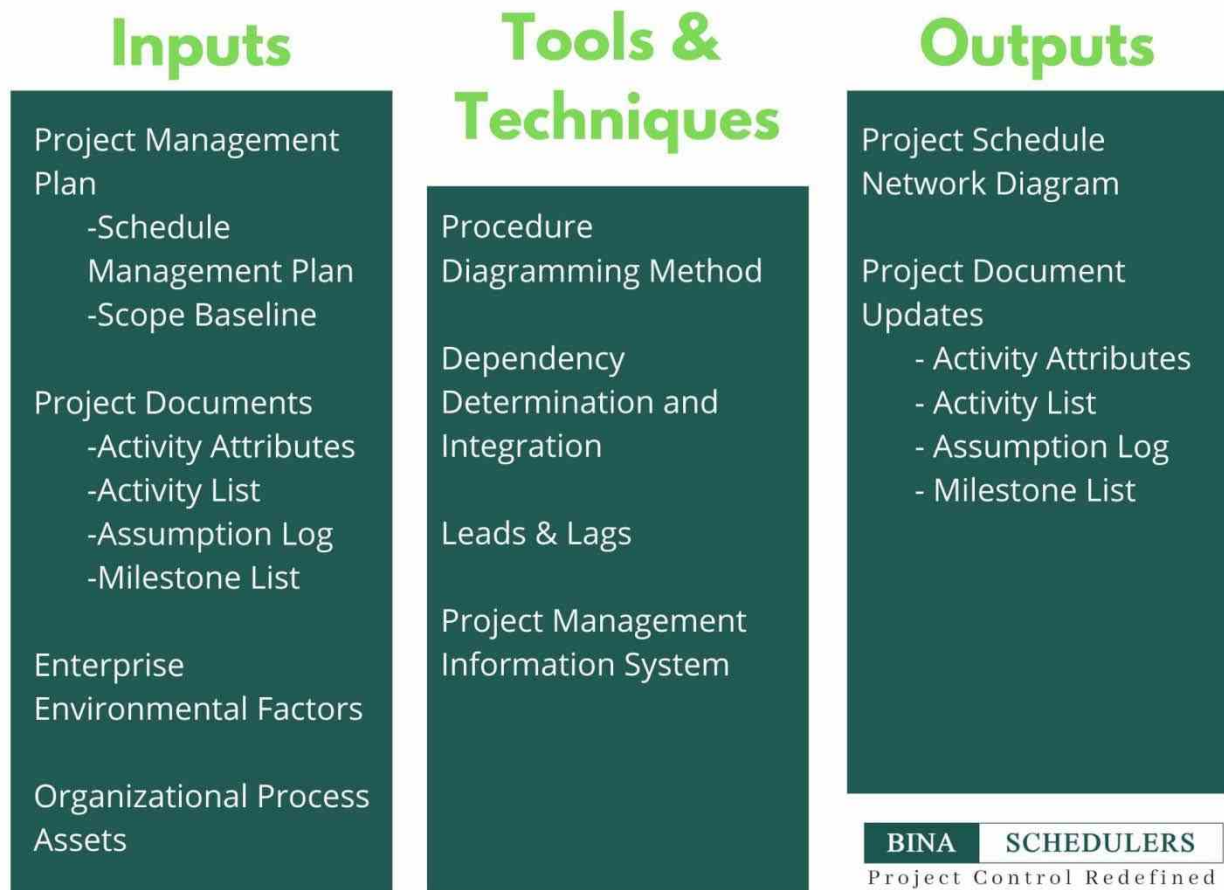 Inputs
Project Management
Plan
-Schedule
Management Plan
-Scope Baseline
Project Documents
-Activity Attributes
-Activity List
-Assumption Log
-Milestone List
Enterprise
Environmental Factors
Organizational Process
Assets
Tools &
Techniques
Procedure
Diagramming Method
Dependency
Determination and
Integration
Leads & Lags
Project Management
Information System
Outputs
Project Schedule
Network Diagram
Project Document
Updates
- Activity Attributes
- Activity List
- Assumption Log
- Milestone List
BINA SCHEDULERS
Project Control Redefined